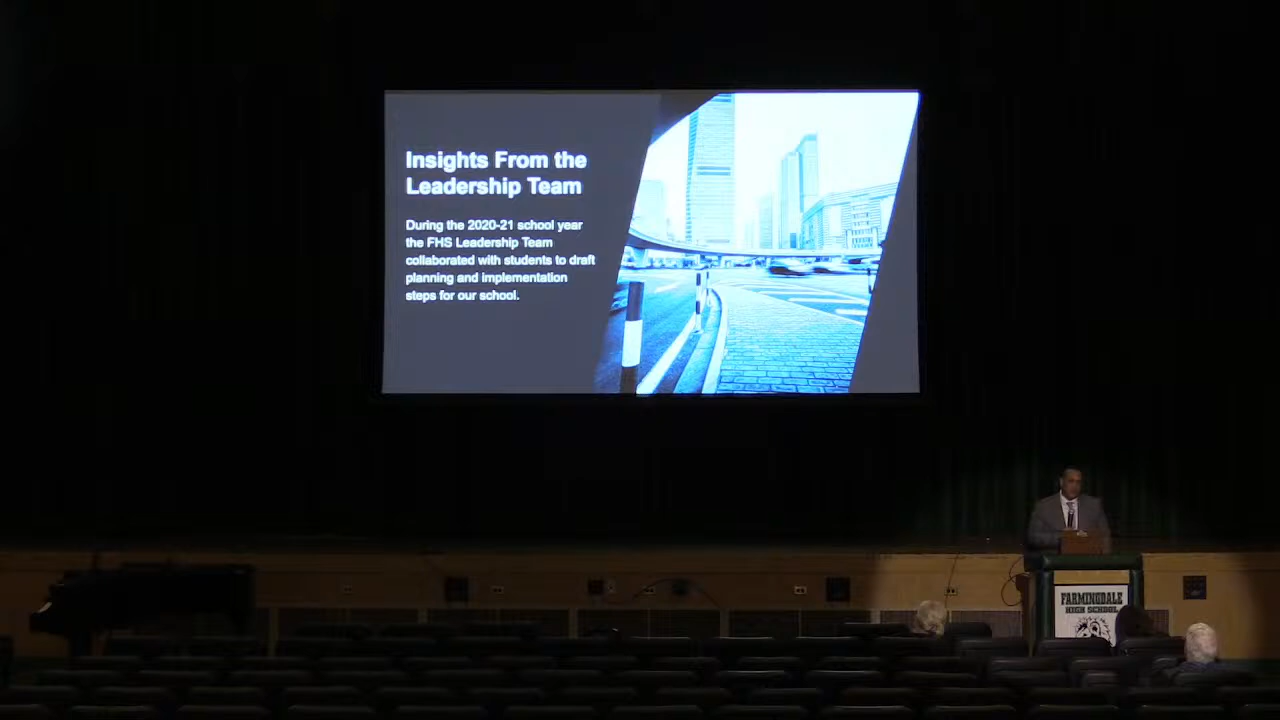 Insights From the
Leadership Team
During the 2020-21 school year
the FHS Leadership Team
collaborated with students to draft
planning and implementation
steps for our school.
FARMINGDALE
HIGH SCHOOL